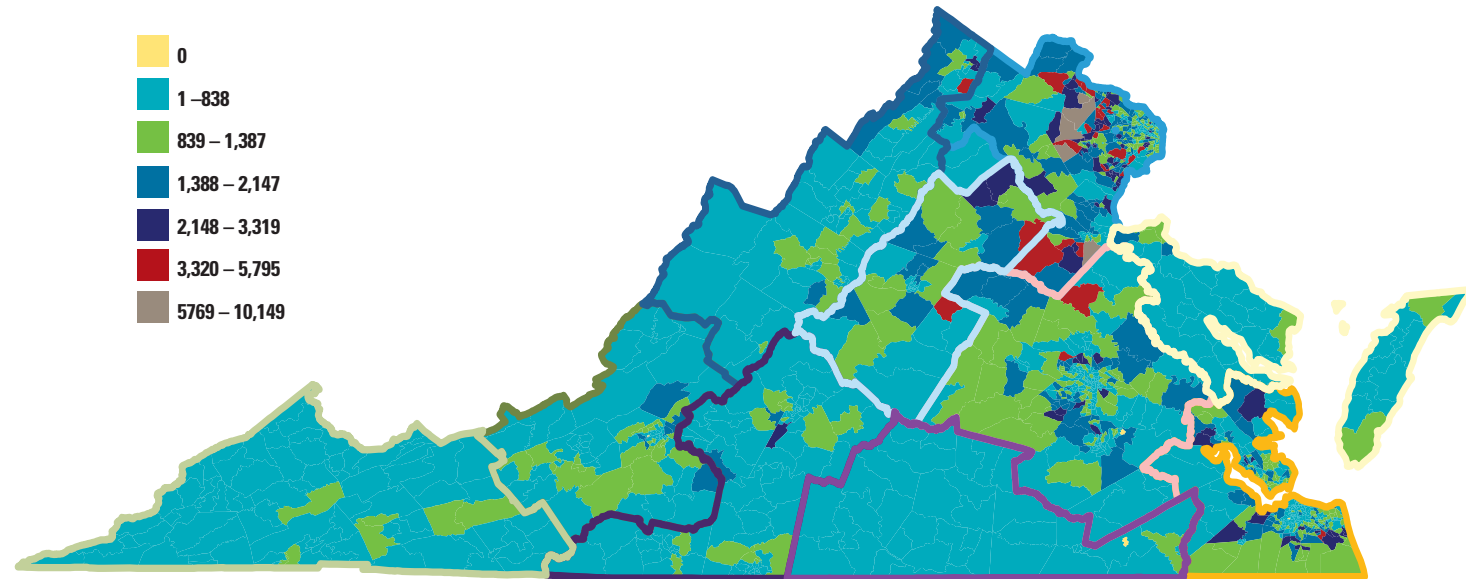 0
1 –838
839 – 1,387
1,388 – 2,147
2,148 – 3,319
3,320 – 5,795
5769 – 10,149